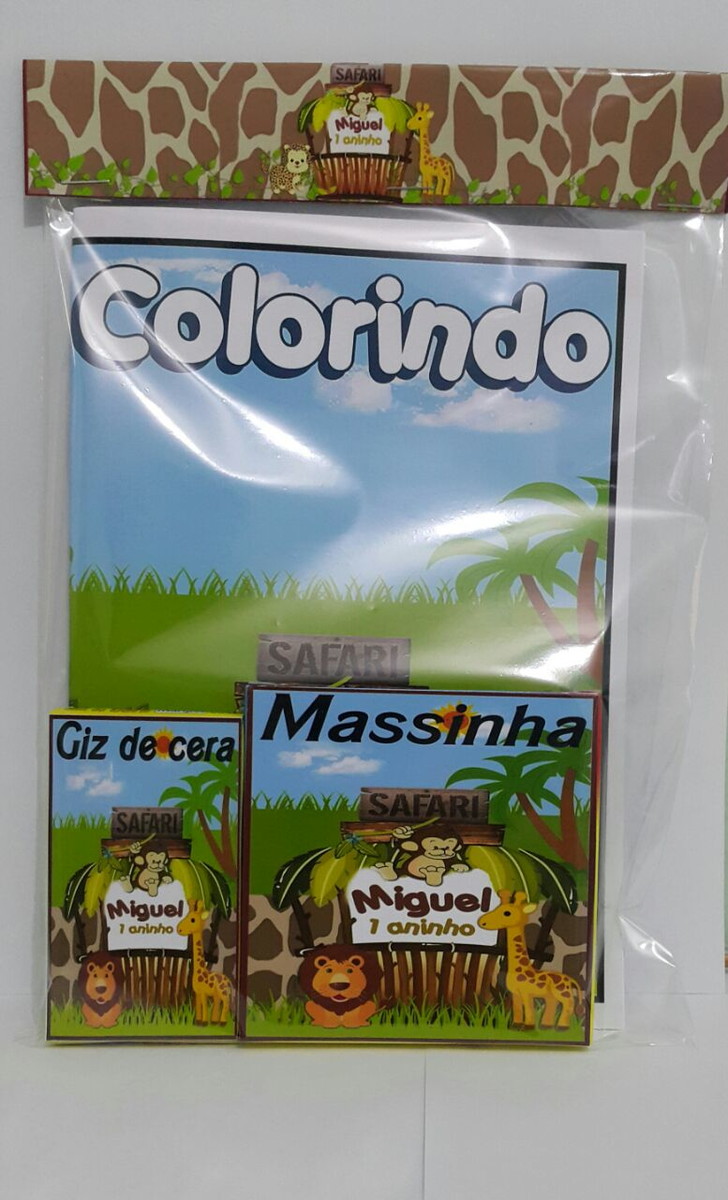 SAFARI
Miguel
1 aninho
Colorindo
SAFARI
Giz de cera
SAFARI
Miguel
1 aninho
Massinha
SAFARI
Miguel
1 aninho